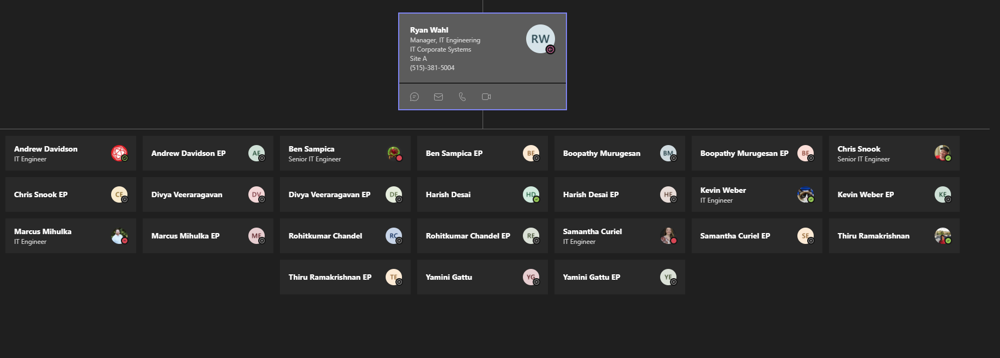 Ryan Wahl
Manager, IT Engineering
IT Corporate Systems
Site A
(515)-381-5004
RW
Andrew Davidson
IT Engineer
Andrew Davidson EP
AE
Ben Sampica
Senior IT Engineer
Ben Sampica EP
BE
Boopathy Murugesan
BM
Boopathy Murugesan EP
BE
Chris Snook
Senior IT Engineer
Chris Snook EP
CE
Divya Veeraragavan
DV
Divya Veeraragavan EP
DE
Harish Desai
HD
Harish Desai EP
HE
Kevin Weber
IT Engineer
Kevin Weber EP
KE
Marcus Mihulka
IT Engineer
Marcus Mihulka EP
ME
Rohitkumar Chandel
RC
Rohitkumar Chandel EP
RE
Samantha Curiel
IT Engineer
Samantha Curiel EP
SE
Thiru Ramakrishnan
Thiru Ramakrishnan EP
TE
Yamini Gattu
YG
Yamini Gattu EP
YE